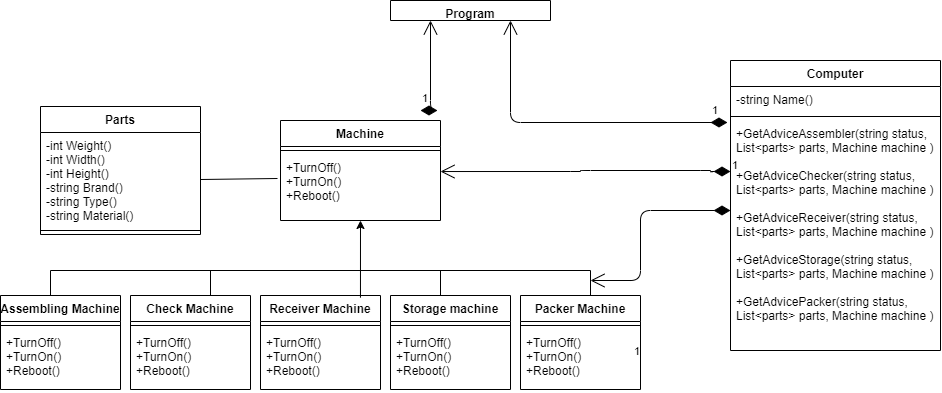 Program
1
1
Computer
-string Name()
+GetAdviceAssembler(string status,
List<parts> parts, Machine machine )
1
+GetAdviceChecker(string status,
List<parts> parts, Machine machine )
+GetAdviceReceiver(string status,
List<parts> parts, Machine machine )
+GetAdviceStorage(string status,
List<parts> parts, Machine machine )
+GetAdvicePacker(string status,
List<parts> parts, Machine machine )
Parts
-int Weight()
-int Width()
-int Height()
-string Brand()
-string Type()
-string Material()
Machine
+TurnOff()
+TurnOn()
+Reboot()
Assembling Machine
+TurnOff()
+TurnOn()
+Reboot()
Check Machine
+TurnOff()
+TurnOn()
+Reboot()
Receiver Machine
+TurnOff()
+TurnOn()
+Reboot()
Storage machine
+TurnOff()
+TurnOn()
+Reboot()
Packer Machine
+TurnOff()
+TurnOn()
+Reboot()
1